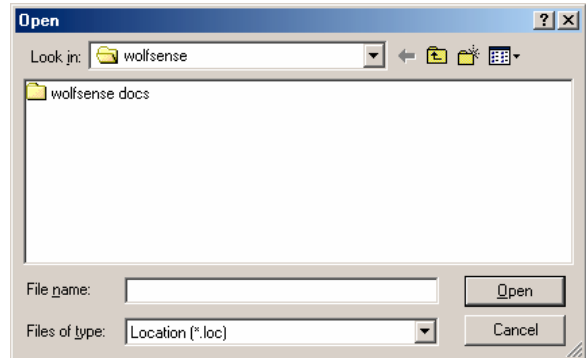 Open
Look in: wolfsense
wolfsense docs
File name: Open
Files of type: Location (*.loc) Cancel